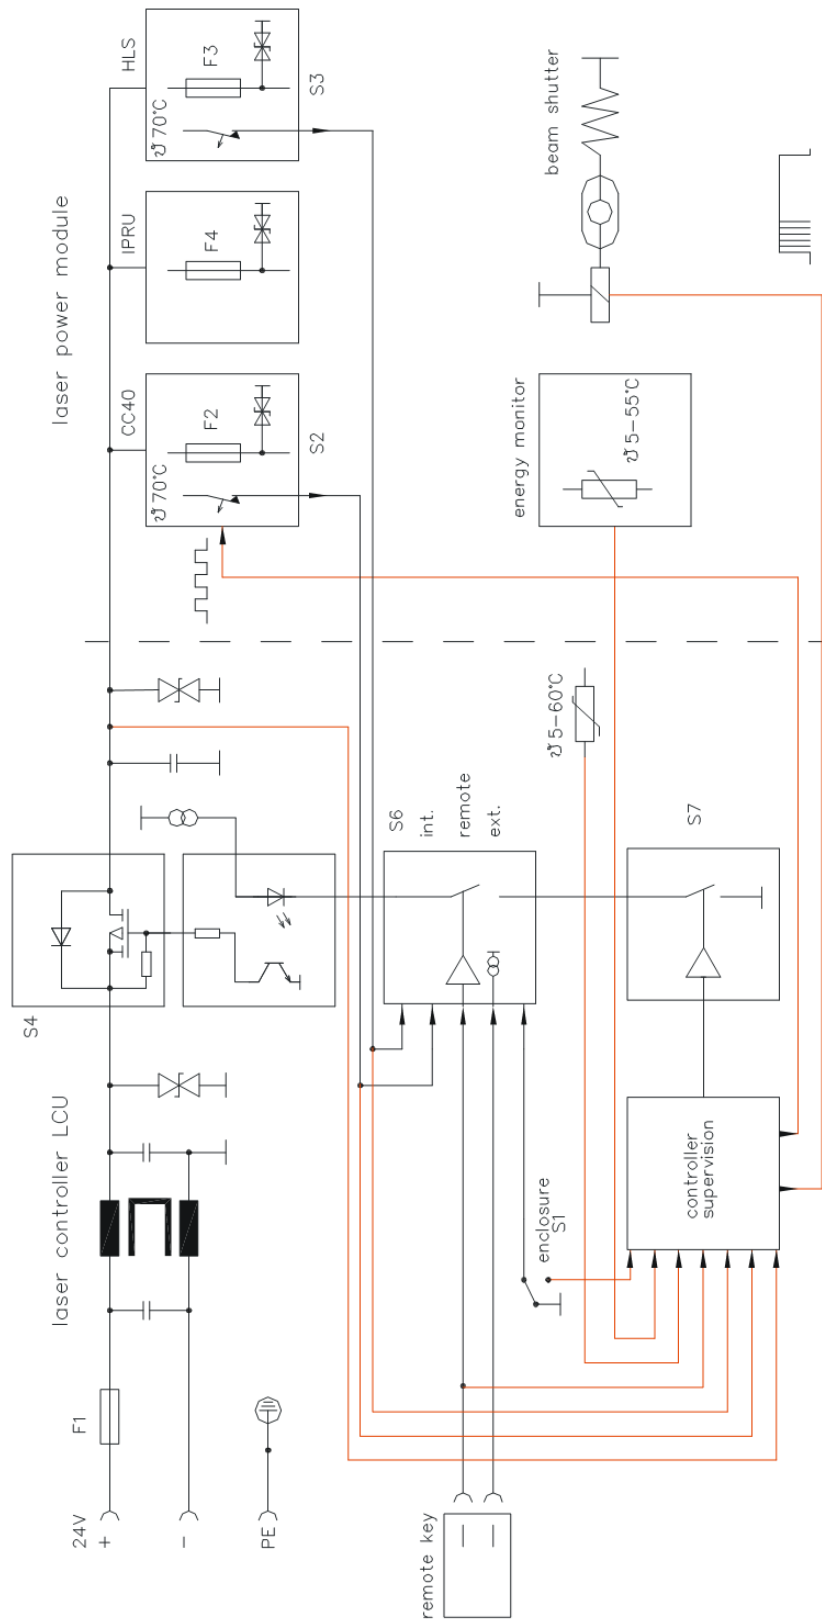 laser controller LCU
laser power module
S4
24V
F1
+
–
PE
CC40
IPRU
HLS
ϑ70°C
ϑ70°C
F2
F4
F3
S2
S3
S6
int.
remote
ext.
remote key
enclosure
S1
energy monitor
beam shutter
ϑ5–60°C
ϑ5–55°C
S7
controller
supervision